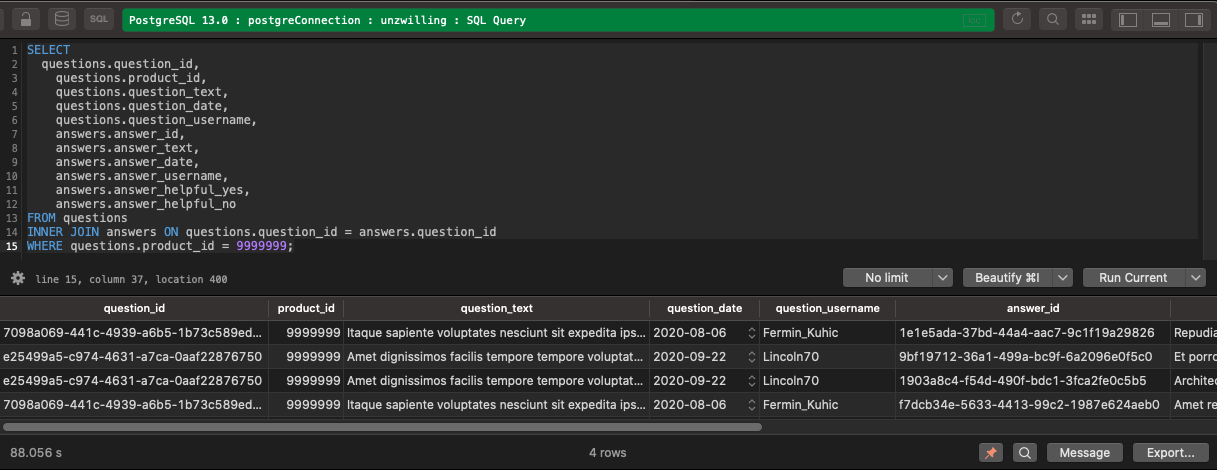 SQL PostgreSQL 13.0 : postgreConnection : unzwilling : SQL Query
1 SELECT
2 questions.question_id,
3 questions.product_id,
4 questions.question_text,
5 questions.question_date,
6 questions.question_username,
7 answers.answer_id,
8 answers.answer_text,
9 answers.answer_date,
10 answers.answer_username,
11 answers.answer_helpful_yes,
12 answers.answer_helpful_no
13 FROM questions
14 INNER JOIN answers ON questions.question_id = answers.question_id
15 WHERE questions.product_id = 9999999;
line 15, column 37, location 400 No limit Beautify ⌘I Run Current
question_id product_id question_text question_date question_username answer_id
7098a069-441c-4939-a6b5-1b73c589ed... 9999999 Itaque sapiente voluptates nesciunt sit expedita ips... 2020-08-06 Fermin_Kuhic 1e1e5ada-37bd-44a4-aac7-9c1f19a29826 Repudia
e25499a5-c974-4631-a7ca-0aaf22876750 9999999 Amet dignissimos facilis tempore tempore voluptat... 2020-09-22 Lincoln70 9bf19712-36a1-499a-bc9f-6a2096e0f5c0 Et porro
e25499a5-c974-4631-a7ca-0aaf22876750 9999999 Amet dignissimos facilis tempore tempore voluptat... 2020-09-22 Lincoln70 1903a8c4-f54d-490f-bdc1-3fca2fe0c5b5 Architec
7098a069-441c-4939-a6b5-1b73c589ed... 9999999 Itaque sapiente voluptates nesciunt sit expedita ips... 2020-08-06 Fermin_Kuhic f7dcb34e-5633-4413-99c2-1987e624aeb0 Amet re
88.056 s 4 rows Message Export...